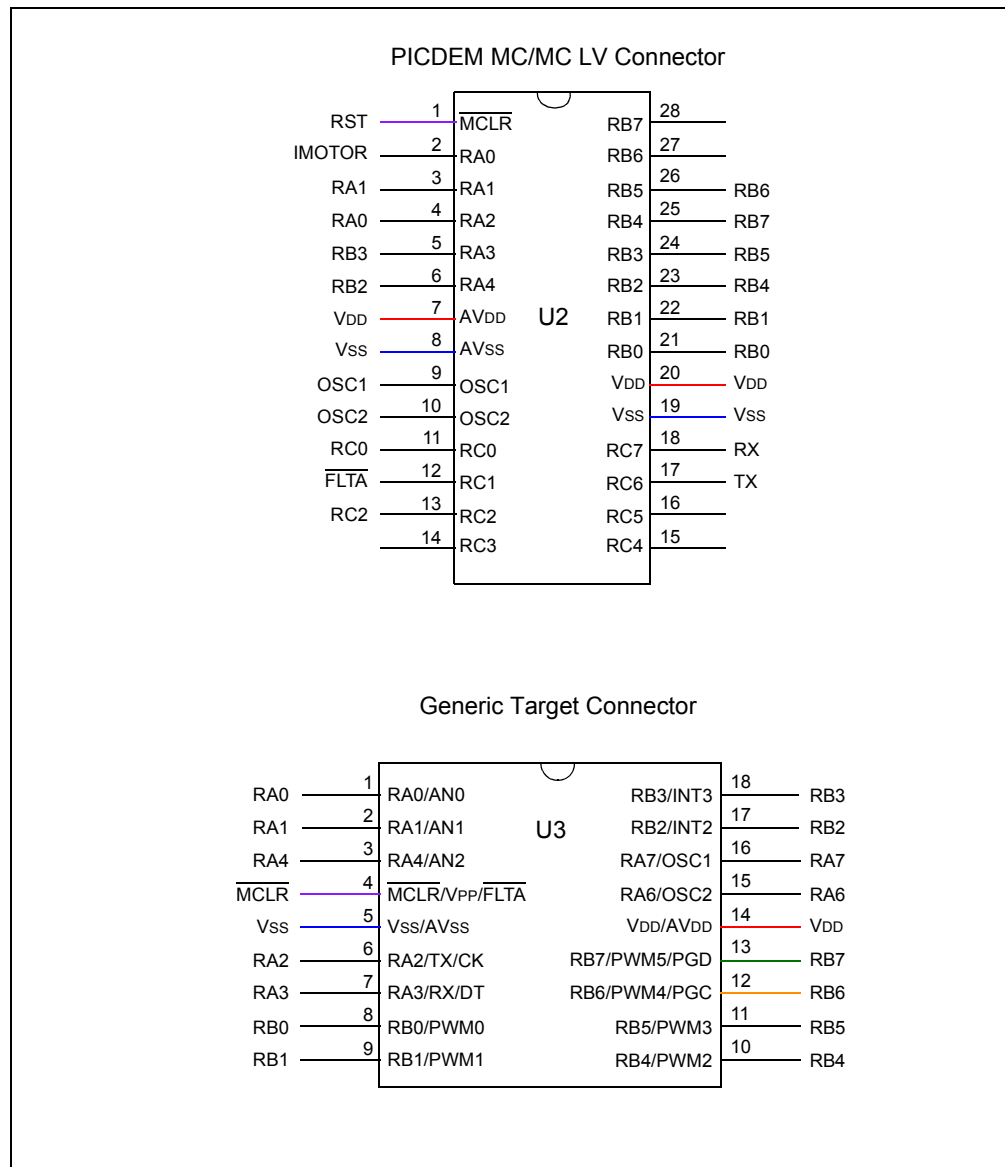 PICDEM MC/MC LV Connector
RST 1 MCLR RB7 28
IMOTOR 2 RA0 RB6 27
RA1 3 RA1 RB5 26 RB6
RA0 4 RA2 RB4 25 RB7
RB3 5 RA3 RB3 24 RB5
RB2 6 RA4 RB2 23 RB4
VDD 7 AVDD U2 RB1 22 RB1
VSS 8 AVSS RB0 21 RB0
OSC1 9 OSC1 VDD 20 VDD
OSC2 10 OSC2 VSS 19 VSS
RC0 11 RC0 RC7 18 RX
FLTA 12 RC1 RC6 17 TX
RC2 13 RC2 RC5 16
14 RC3 RC4 15
Generic Target Connector
RA0 1 RA0/AN0 RB3/INT3 18 RB3
RA1 2 RA1/AN1 U3 RB2/INT2 17 RB2
RA4 3 RA4/AN2 RA7/OSC1 16 RA7
MCLR 4 MCLR/VPP/FLTA RA6/OSC2 15 RA6
VSS 5 VSS/AVSS VDD/AVDD 14 VDD
RA2 6 RA2/TX/CK RB7/PWM5/PGD 13 RB7
RA3 7 RA3/RX/DT RB6/PWM4/PGC 12 RB6
RB0 8 RB0/PWM0 RB5/PWM3 11 RB5
RB1 9 RB1/PWM1 RB4/PWM2 10 RB4